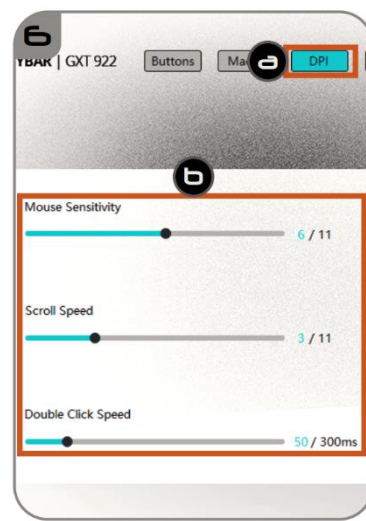 6
YBAR | GXT 922 Buttons Ma a DPI
b
Mouse Sensitivity
6 / 11
Scroll Speed
3 / 11
Double Click Speed
50 / 300ms